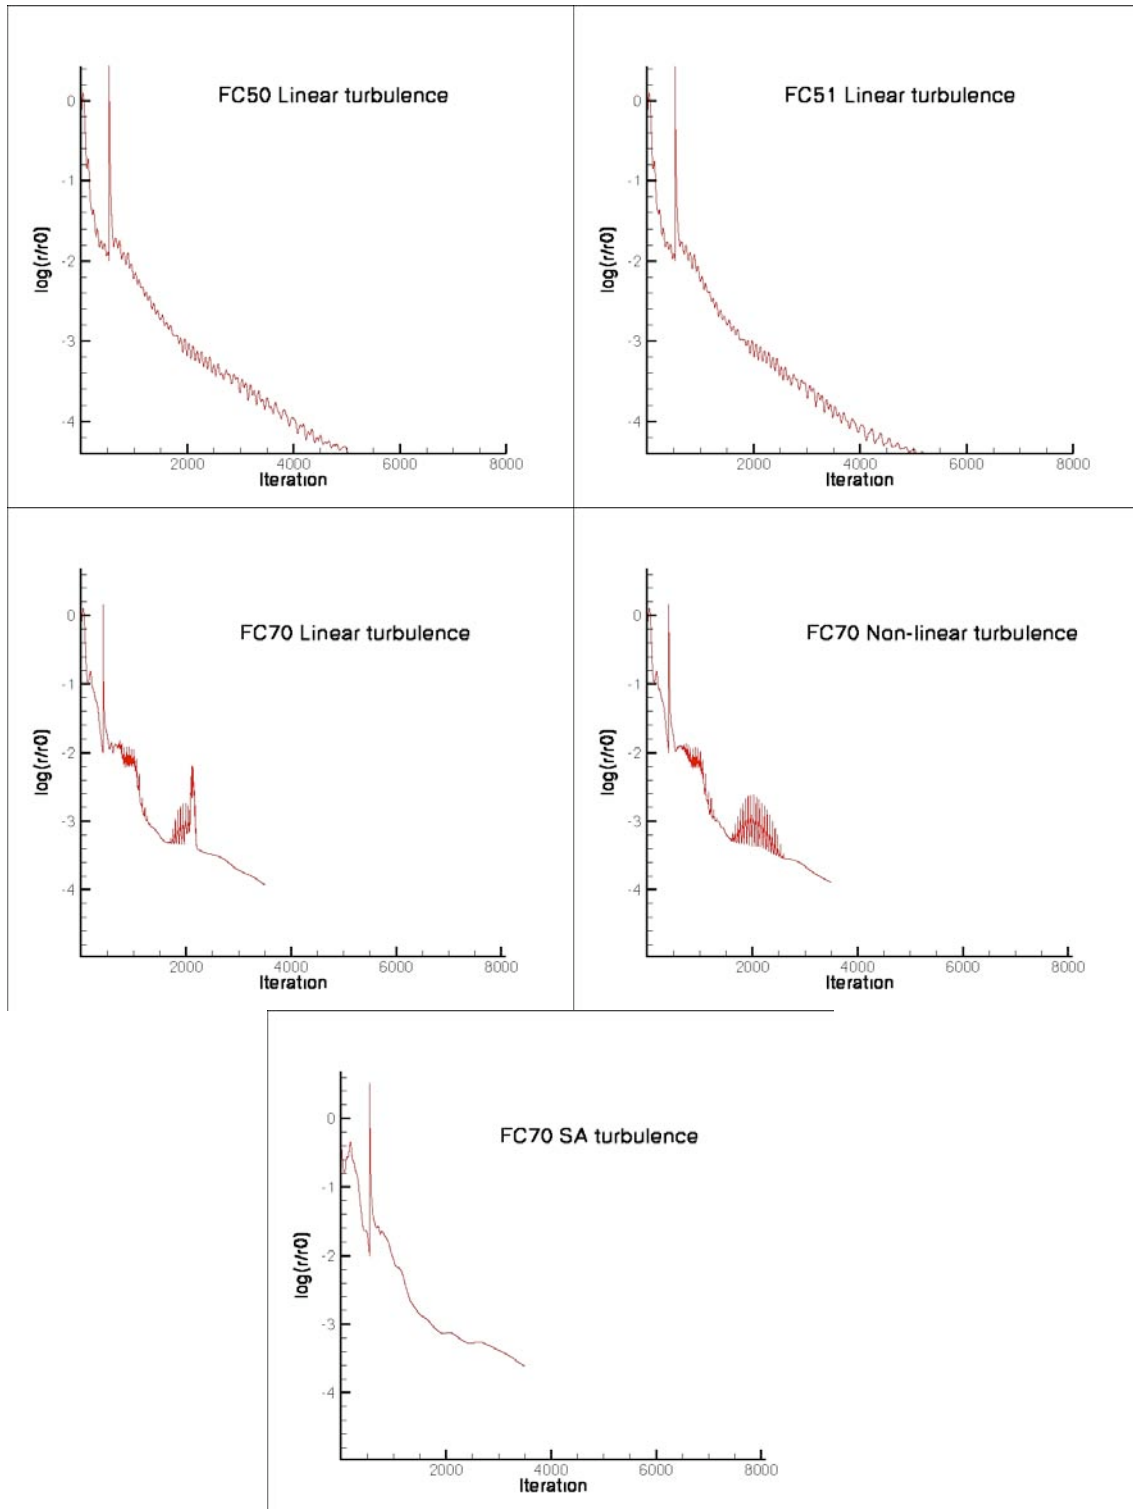 FC50 Linear turbulence
0
-1
-2
-3
-4
log(r/r0)
2000 4000 6000 8000
Iteration
FC51 Linear turbulence
0
-1
-2
-3
-4
log(r/r0)
2000 4000 6000 8000
Iteration
FC70 Linear turbulence
0
-1
-2
-3
-4
log(r/r0)
2000 4000 6000 8000
Iteration
FC70 Non-linear turbulence
0
-1
-2
-3
-4
log(r/r0)
2000 4000 6000 8000
Iteration
FC70 SA turbulence
0
-1
-2
-3
-4
log(r/r0)
2000 4000 6000 8000
Iteration